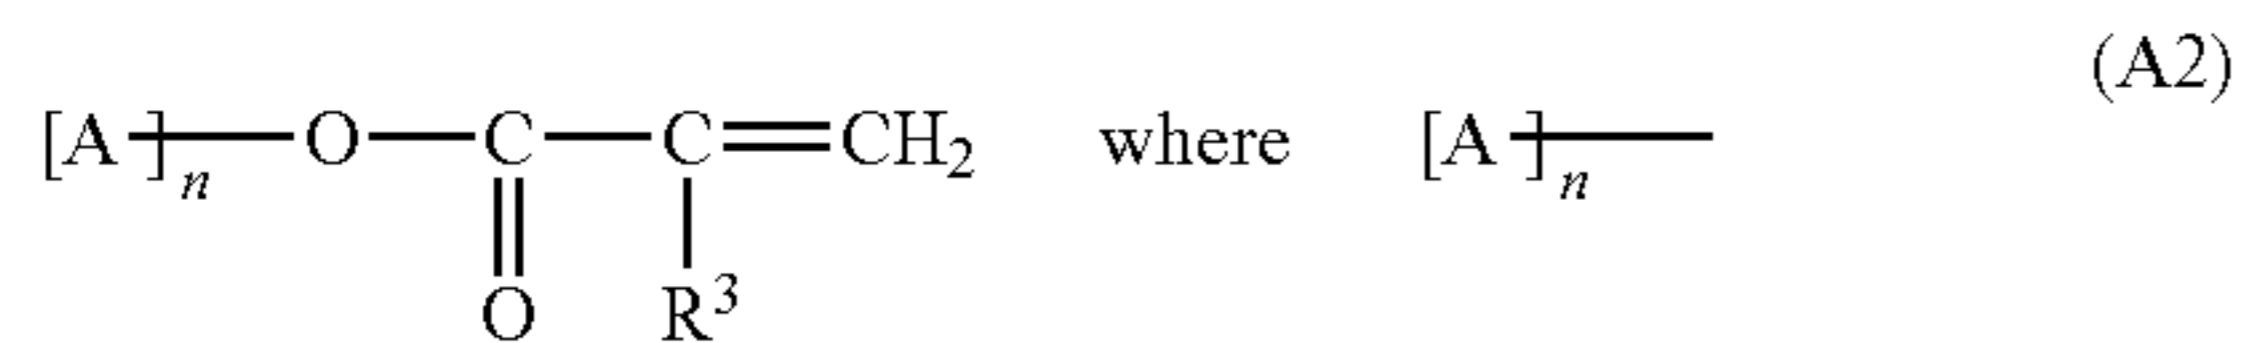 (A2)
[A]n—O—C—C=CH2 where [A]n—
O R3